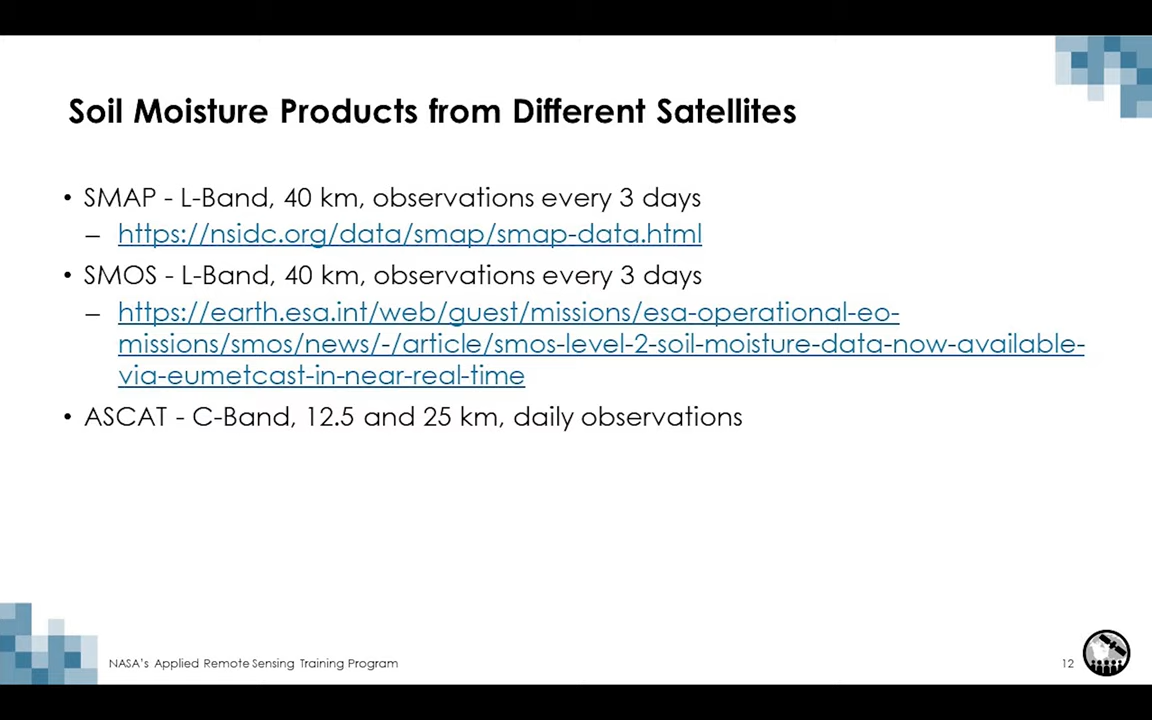 Soil Moisture Products from Different Satellites
• SMAP - L-Band, 40 km, observations every 3 days
– https://nsidc.org/data/smap/smap-data.html
• SMOS - L-Band, 40 km, observations every 3 days
– https://earth.esa.int/web/guest/missions/esa-operational-eo-
missions/smos/news/-/article/smos-level-2-soil-moisture-data-now-available-
via-eumetcast-in-near-real-time
• ASCAT - C-Band, 12.5 and 25 km, daily observations
NASA's Applied Remote Sensing Training Program
12